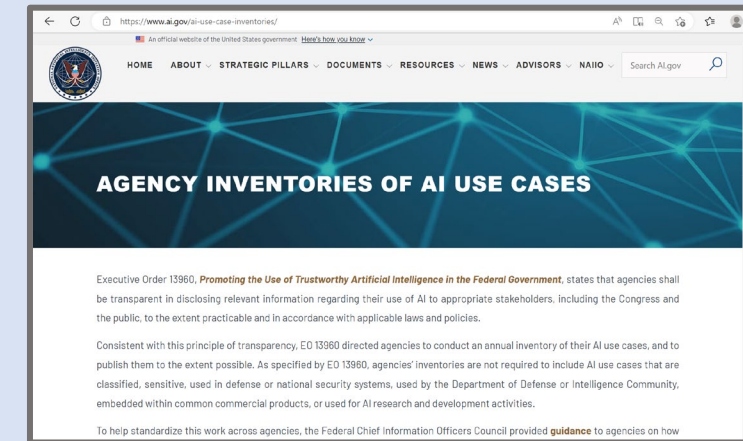 https://www.ai.gov/ai-use-case-inventories/
An official website of the United States government Here's how you know
HOME ABOUT STRATEGIC PILLARS DOCUMENTS RESOURCES NEWS ADVISORS NAIIO Search AI.gov
AGENCY INVENTORIES OF AI USE CASES
Executive Order 13960, Promoting the Use of Trustworthy Artificial Intelligence in the Federal Government, states that agencies shall
be transparent in disclosing relevant information regarding their use of AI to appropriate stakeholders, including the Congress and
the public, to the extent practicable and in accordance with applicable laws and policies.
Consistent with this principle of transparency, EO 13960 directed agencies to conduct an annual inventory of their AI use cases, and to
publish them to the extent possible. As specified by EO 13960, agencies' inventories are not required to include AI use cases that are
classified, sensitive, used in defense or national security systems, used by the Department of Defense or Intelligence Community,
embedded within common commercial products, or used for AI research and development activities.
To help standardize this work across agencies, the Federal Chief Information Officers Council provided guidance to agencies on how